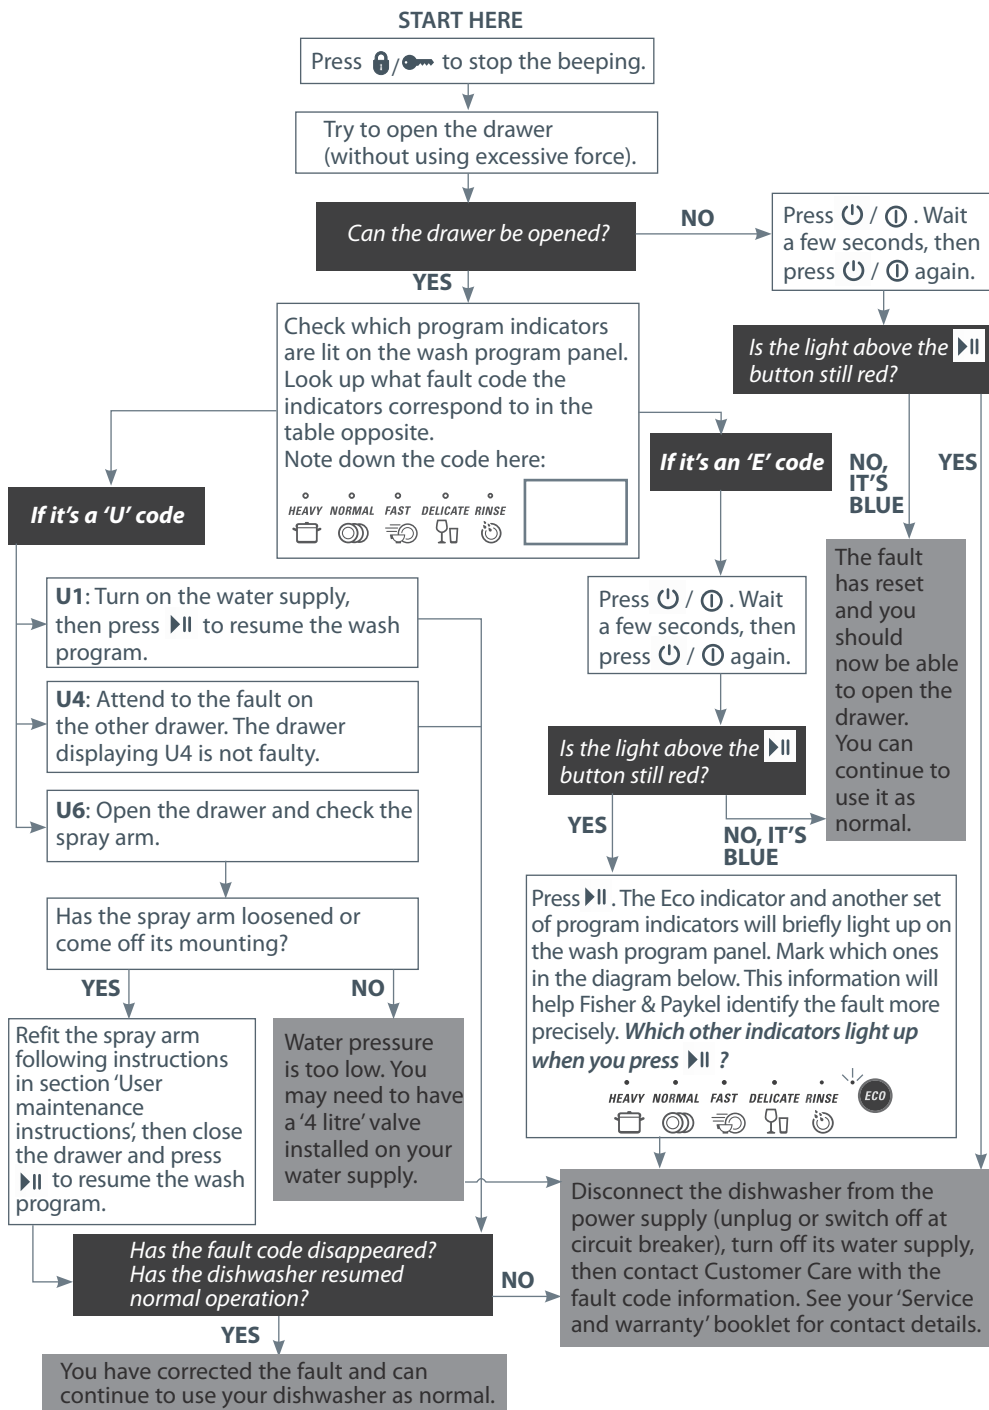 START HERE
Press / to stop the beeping.
Try to open the drawer
(without using excessive force).
Can the drawer be opened?
NO
Press / . Wait
a few seconds, then
press / again.
YES
Is the light above the
button still red?
Check which program indicators
are lit on the wash program panel.
Look up what fault code the
indicators correspond to in the
table opposite.
Note down the code here:
HEAVY NORMAL FAST DELICATE RINSE
If it's a 'U' code
If it's an 'E' code
NO,
IT'S
BLUE
YES
The fault
has reset
and you
should
now be able
to open the
drawer.
You can
continue to
use it as
normal.
U1: Turn on the water supply,
then press to resume the wash
program.
U4: Attend to the fault on
the other drawer. The drawer
displaying U4 is not faulty.
U6: Open the drawer and check the
spray arm.
Press / . Wait
a few seconds, then
press / again.
Is the light above the
button still red?
YES
NO, IT'S
BLUE
Has the spray arm loosened or
come off its mounting?
YES
NO
Refit the spray arm
following instructions
in section 'User
maintenance
instructions', then close
the drawer and press
to resume the wash
program.
Water pressure
is too low. You
may need to have
a '4 litre' valve
installed on your
water supply.
Press . The Eco indicator and another set
of program indicators will briefly light up on
the wash program panel. Mark which ones
in the diagram below. This information will
help Fisher & Paykel identify the fault more
precisely. Which other indicators light up
when you press ?
HEAVY NORMAL FAST DELICATE RINSE ECO
Has the fault code disappeared?
Has the dishwasher resumed
normal operation?
NO
YES
Disconnect the dishwasher from the
power supply (unplug or switch off at
circuit breaker), turn off its water supply,
then contact Customer Care with the
fault code information. See your 'Service
and warranty' booklet for contact details.
You have corrected the fault and can
continue to use your dishwasher as normal.